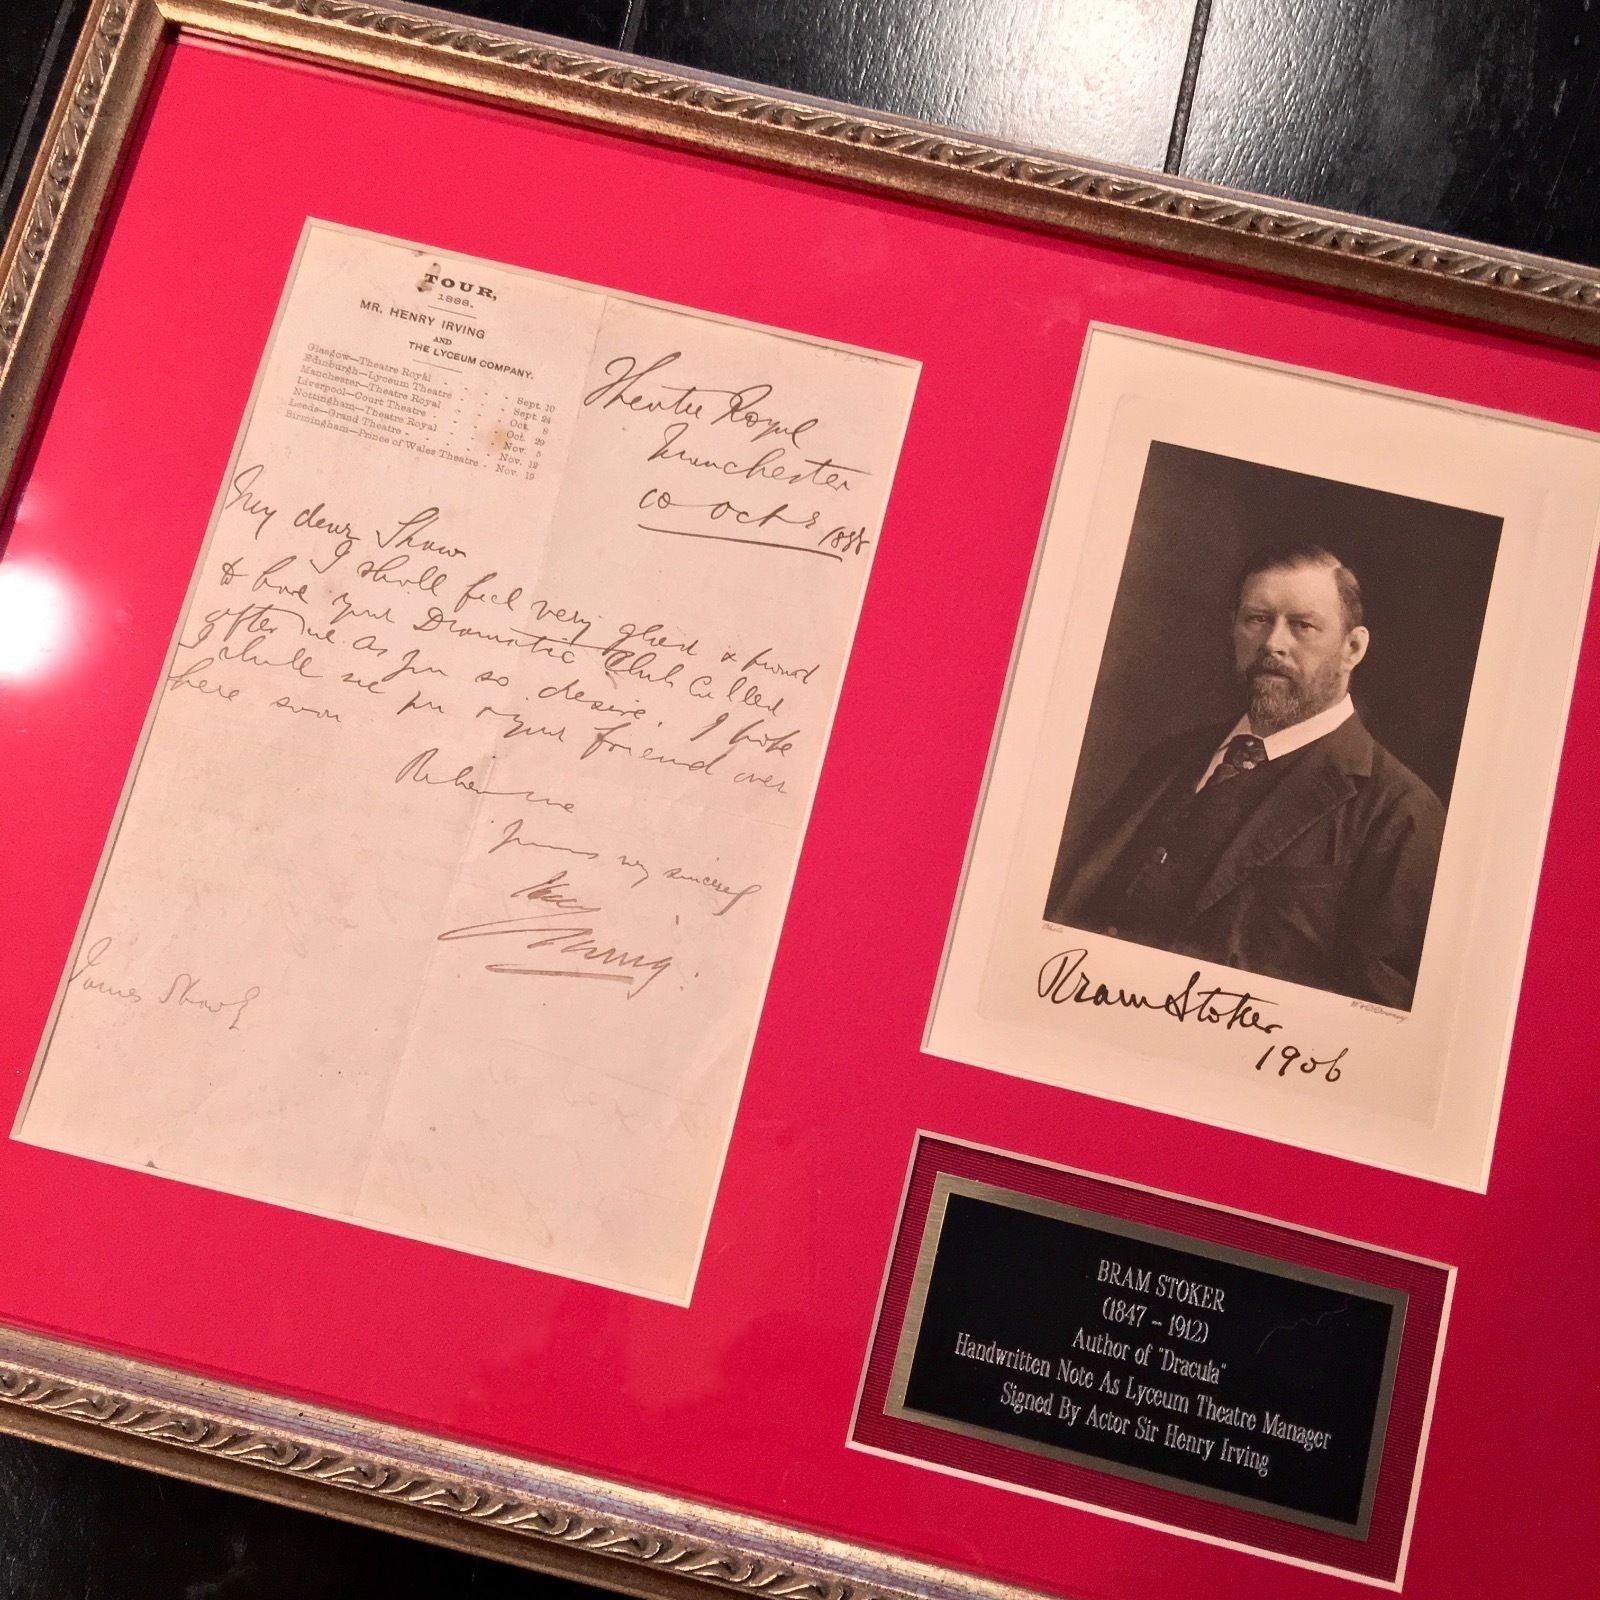 TOUR,
1888.
MR. HENRY IRVING
AND
THE LYCEUM COMPANY.
Glasgow—Theatre Royal - - - Sept. 10
Edinburgh—Lyceum Theatre - - - Sept. 24
Manchester—Theatre Royal - - - Oct. 8
Liverpool—Court Theatre - - - Oct. 29
Nottingham—Theatre Royal - - - Nov. 5
Leeds—Grand Theatre - - - Nov. 12
Birmingham—Prince of Wales Theatre - Nov. 19
Theatre Royal
Manchester
Oct 1888
My dear Shaw
I shall feel very glad & proud
to have your Dramatic Club called
after me as you so desire. I hope
I shall see you & your friend over
here soon
Believe me
Yours very sincerely
Henry Irving.
James Shaw Esq
Bram Stoker
1906
BRAM STOKER
(1847 – 1912)
Author of "Dracula"
Handwritten Note As Lyceum Theatre Manager
Signed By Actor Sir Henry Irving